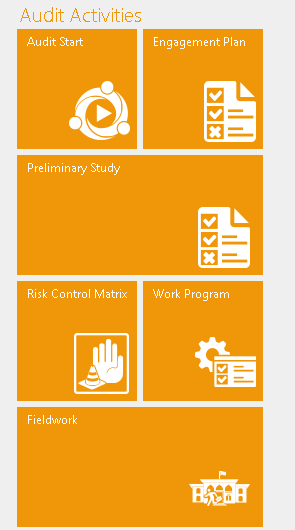 Audit Activities
Audit Start
Engagement Plan
Preliminary Study
Risk Control Matrix
Work Program
Fieldwork